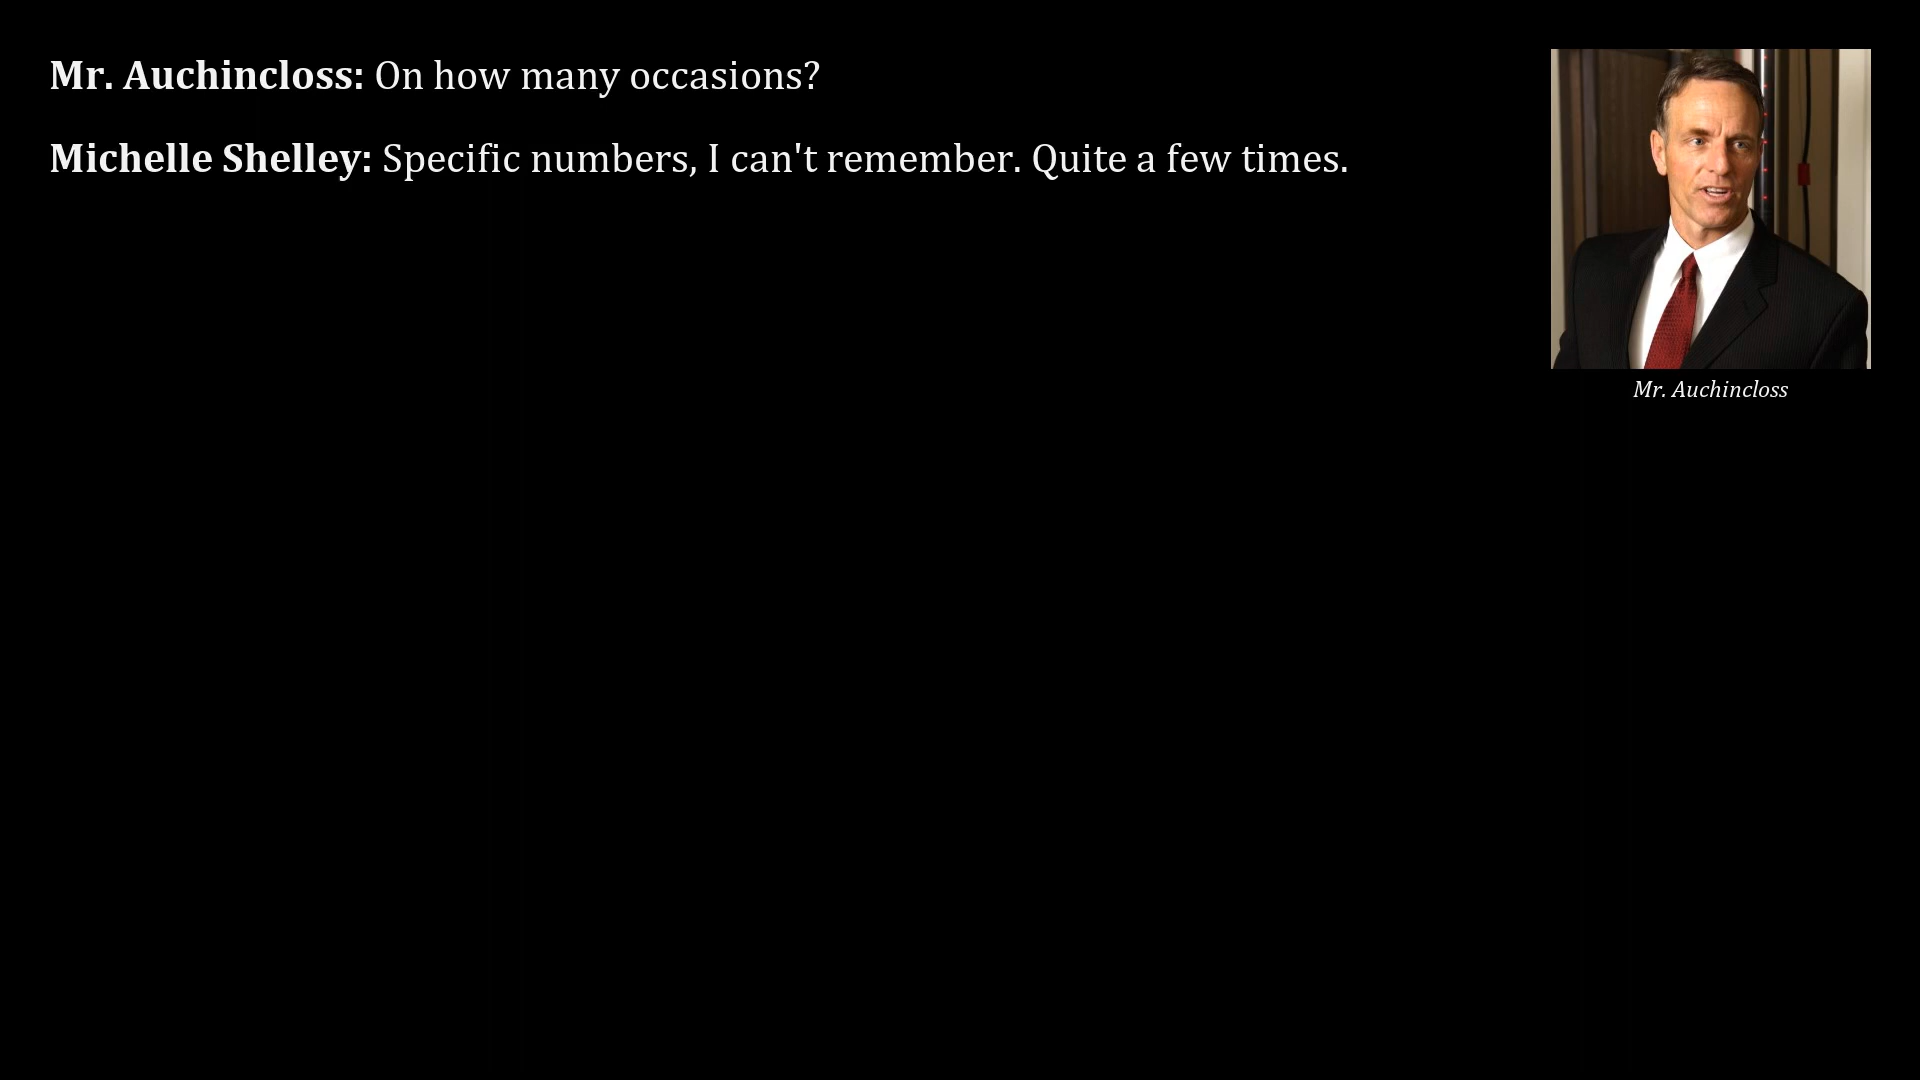 Mr. Auchincloss: On how many occasions?
Michelle Shelley: Specific numbers, I can't remember. Quite a few times.
Mr. Auchincloss